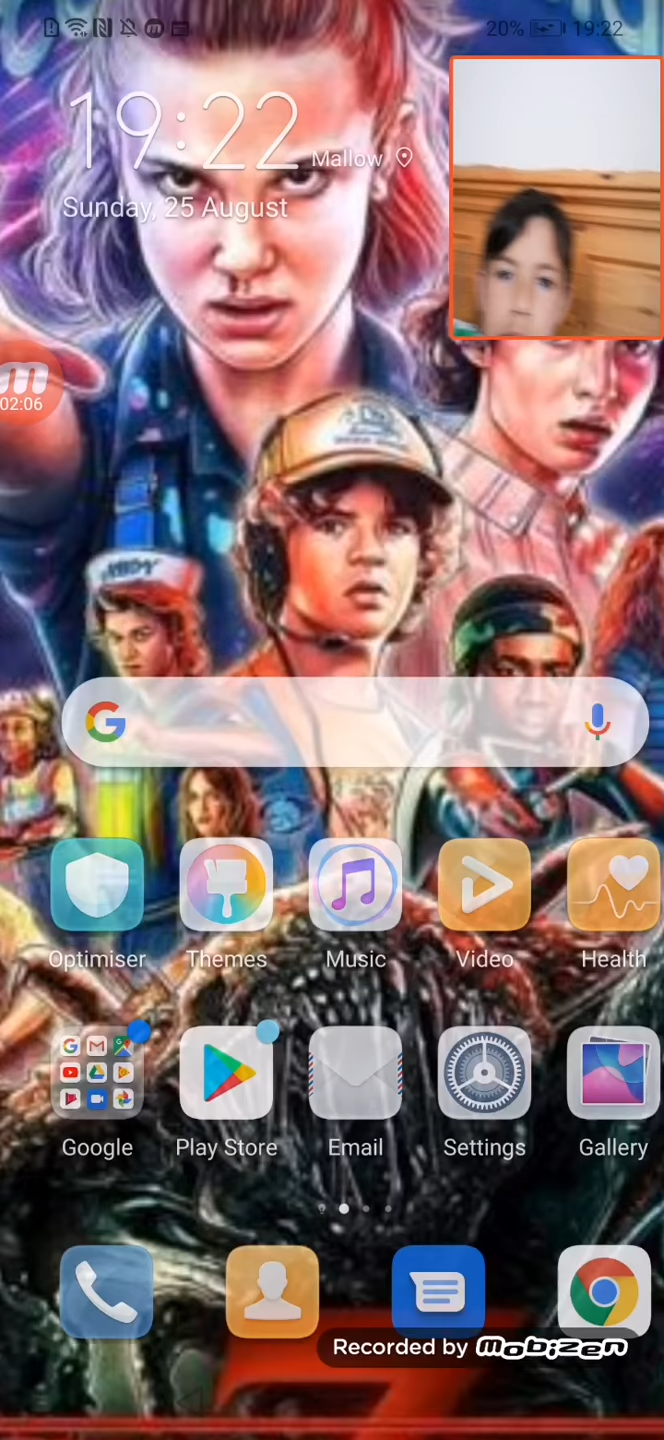 20% 19:22
19:22 Mallow
Sunday, 25 August
m
02:06
Optimiser Themes Music Video Health
Google Play Store Email Settings Gallery
Recorded by mobizen